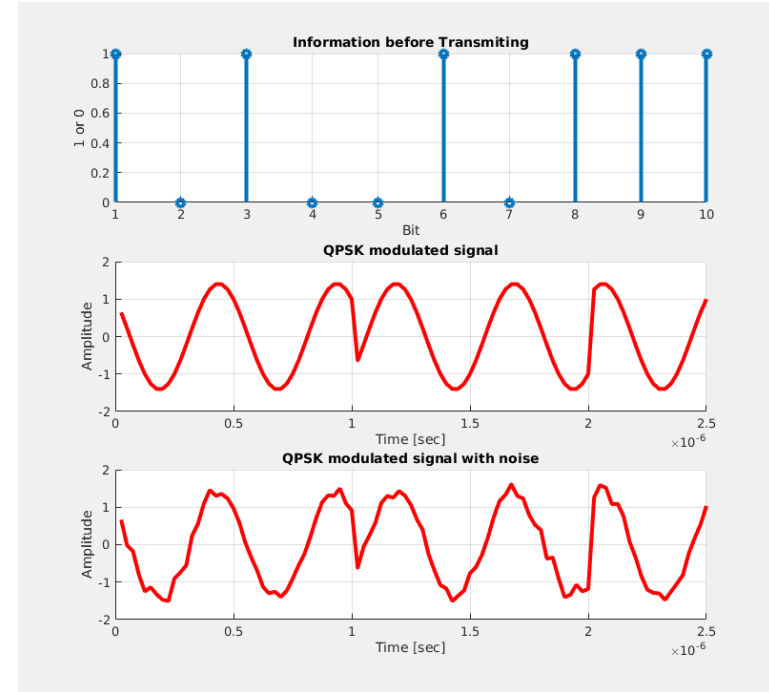 Information before Transmiting
1 or 0
1
0.8
0.6
0.4
0.2
0
1 2 3 4 5 6 7 8 9 10
Bit
QPSK modulated signal
Amplitude
2
1
0
-1
-2
0 0.5 1 1.5 2 2.5
Time [sec]
×10⁻⁶
QPSK modulated signal with noise
Amplitude
2
1
0
-1
-2
0 0.5 1 1.5 2 2.5
Time [sec]
×10⁻⁶